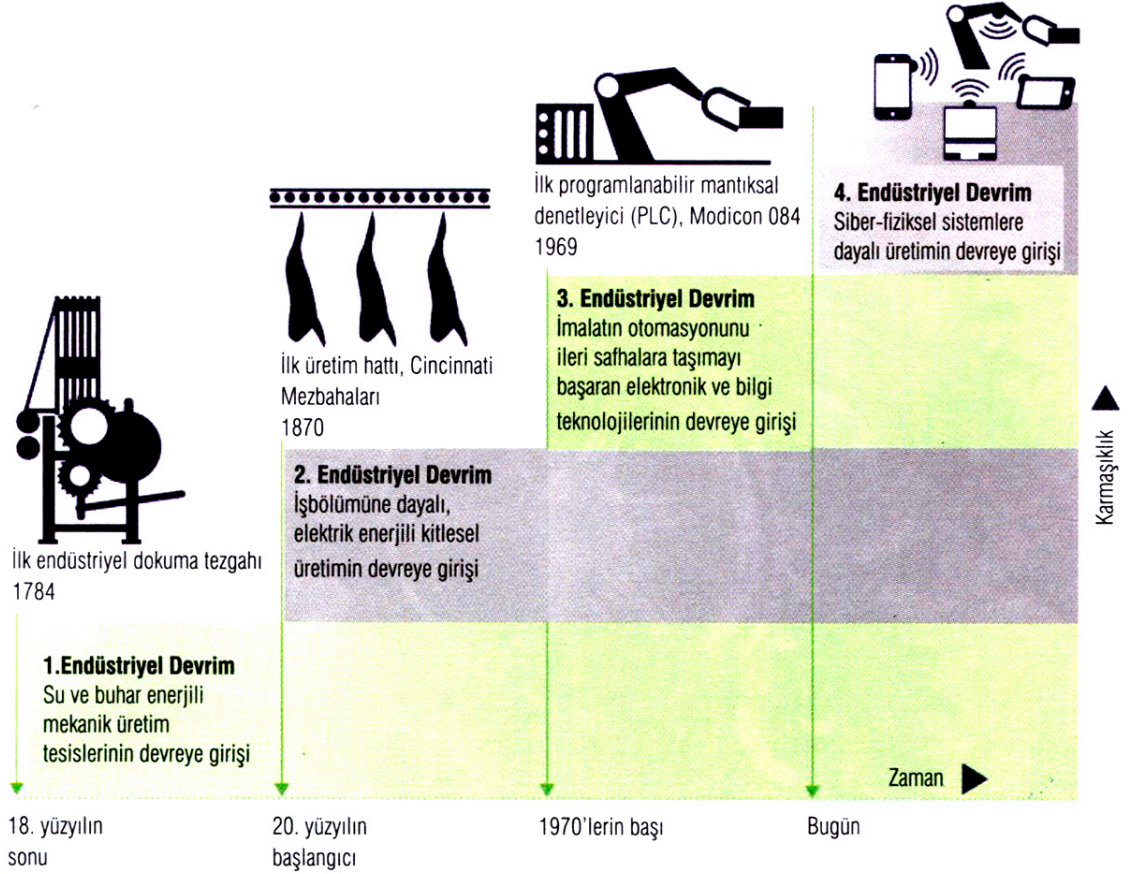 İlk programlanabilir mantıksal
denetleyici (PLC), Modicon 084
1969
4. Endüstriyel Devrim
Siber-fiziksel sistemlere
dayalı üretimin devreye girişi
3. Endüstriyel Devrim
İmalatın otomasyonunu
ileri safhalara taşımayı
başaran elektronik ve bilgi
teknolojilerinin devreye girişi
İlk üretim hattı, Cincinnati
Mezbahaları
1870
2. Endüstriyel Devrim
İşbölümüne dayalı,
elektrik enerjili kitlesel
üretimin devreye girişi
İlk endüstriyel dokuma tezgahı
1784
1.Endüstriyel Devrim
Su ve buhar enerjili
mekanik üretim
tesislerinin devreye girişi
Karmaşıklık
Zaman
18. yüzyılın
sonu
20. yüzyılın
başlangıcı
1970'lerin başı
Bugün